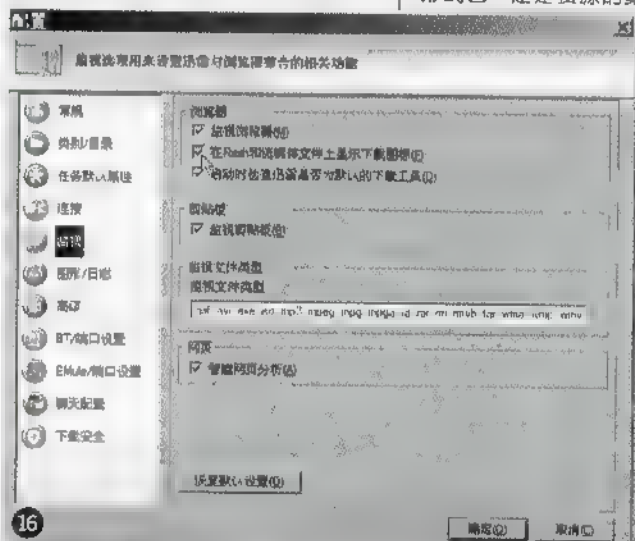 配置
监视选项用来设置迅雷对浏览器整合的相关功能
常规
类别/目录
任务默认属性
连接
监视
图形/日志
高级
BT/端口设置
EMule/端口设置
聊天配置
下载安全
浏览器
监视浏览器(M)
在Flash和流媒体文件上显示下载图标(F)
启动时检查迅雷是否为默认的下载工具(D)
剪贴板
监视剪贴板(B)
监视文件类型
监视文件类型
网页
智能网页分析(A)
恢复默认设置(D)
确定(O)
取消(C)
16